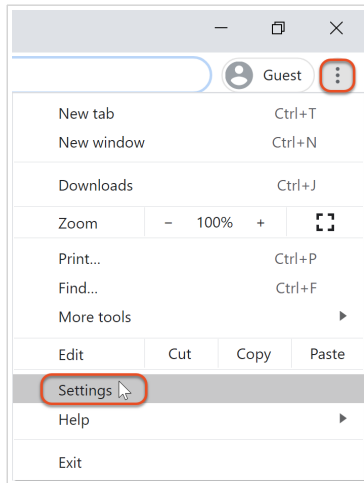 Guest
New tab Ctrl+T
New window Ctrl+N
Downloads Ctrl+J
Zoom – 100% +
Print... Ctrl+P
Find... Ctrl+F
More tools
Edit Cut Copy Paste
Settings
Help
Exit